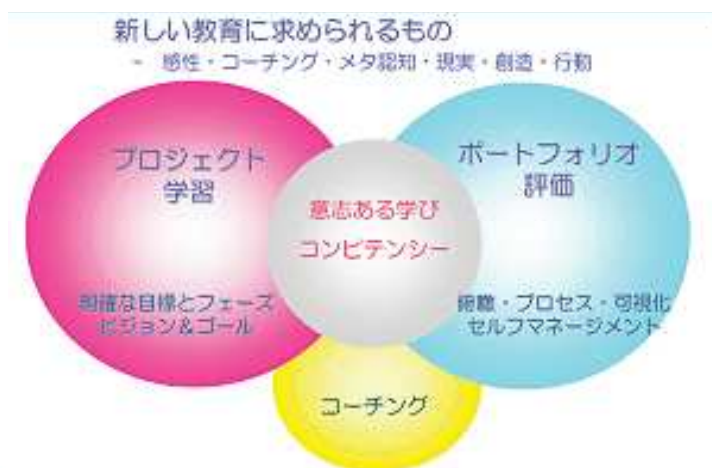 新しい教育に求められるもの
- 感性・コーチング・メタ認知・現実・創造・行動
プロジェクト
学習
明確な目標とフェーズ
ビジョン&ゴール
意志ある学び
コンピテンシー
ポートフォリオ
評価
俯瞰・プロセス・可視化
セルフマネージメント
コーチング